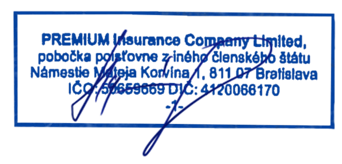 PREMIUM Insurance Company Limited,
pobočka poisťovne z iného členského štátu
Námestie Mateja Korvína 1, 811 07 Bratislava
IČO: 50659669 DIČ: 4120066170
-1-